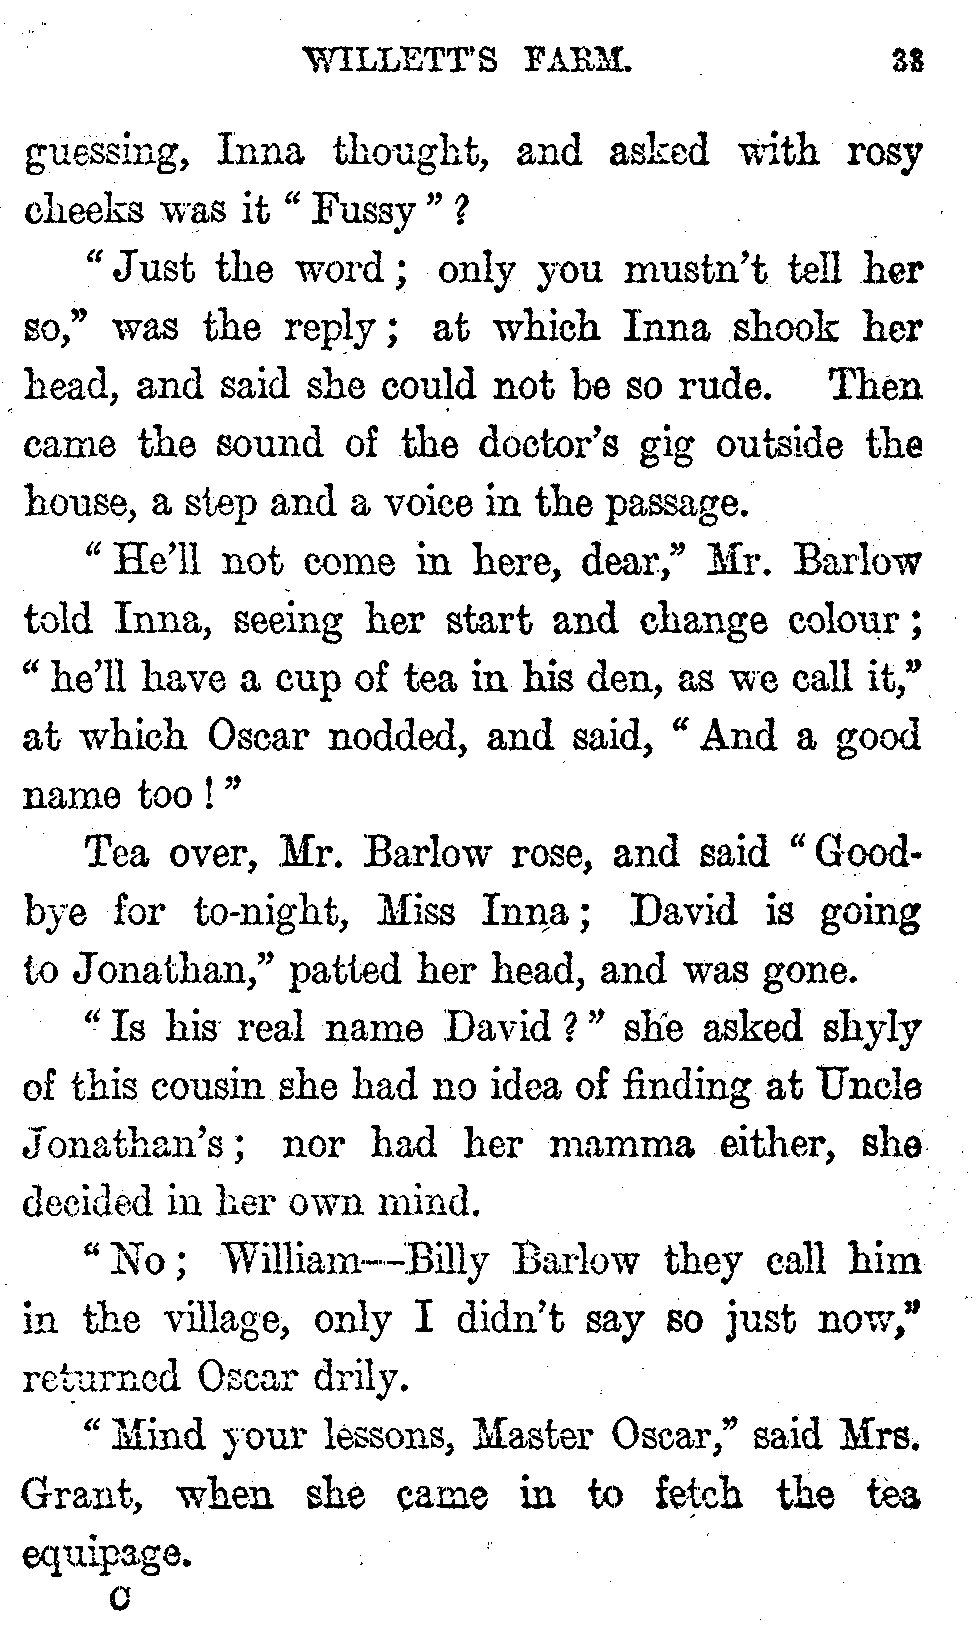 WILLETT'S FARM. 33
guessing, Inna thought, and asked with rosy
cheeks was it “ Fussy ” ?
“ Just the word ; only you mustn't tell her
so,” was the reply ; at which Inna shook her
head, and said she could not be so rude. Then
came the sound of the doctor's gig outside the
house, a step and a voice in the passage.
“ He'll not come in here, dear,” Mr. Barlow
told Inna, seeing her start and change colour ;
“ he'll have a cup of tea in his den, as we call it,”
at which Oscar nodded, and said, “ And a good
name too ! ”
Tea over, Mr. Barlow rose, and said “ Good-
bye for to-night, Miss Inna ; David is going
to Jonathan,” patted her head, and was gone.
“ Is his real name David ? ” she asked shyly
of this cousin she had no idea of finding at Uncle
Jonathan's ; nor had her mamma either, she
decided in her own mind.
“ No ; William—Billy Barlow they call him
in the village, only I didn't say so just now,”
returned Oscar drily.
“ Mind your lessons, Master Oscar,” said Mrs.
Grant, when she came in to fetch the tea
equipage.
C